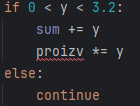 if 0 < y < 3.2:
    sum += y
    proizv *= y
else:
    continue